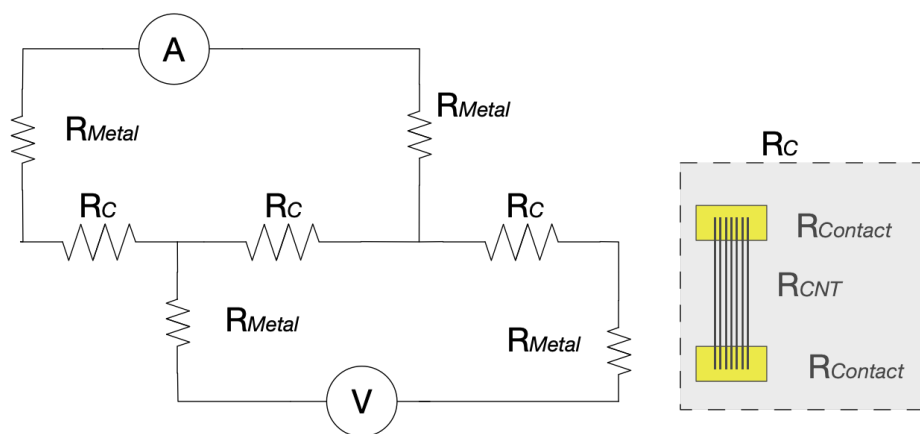 A
RMetal
RMetal
RC
RC
RC
RC
RContact
RCNT
RMetal
RMetal
RContact
V